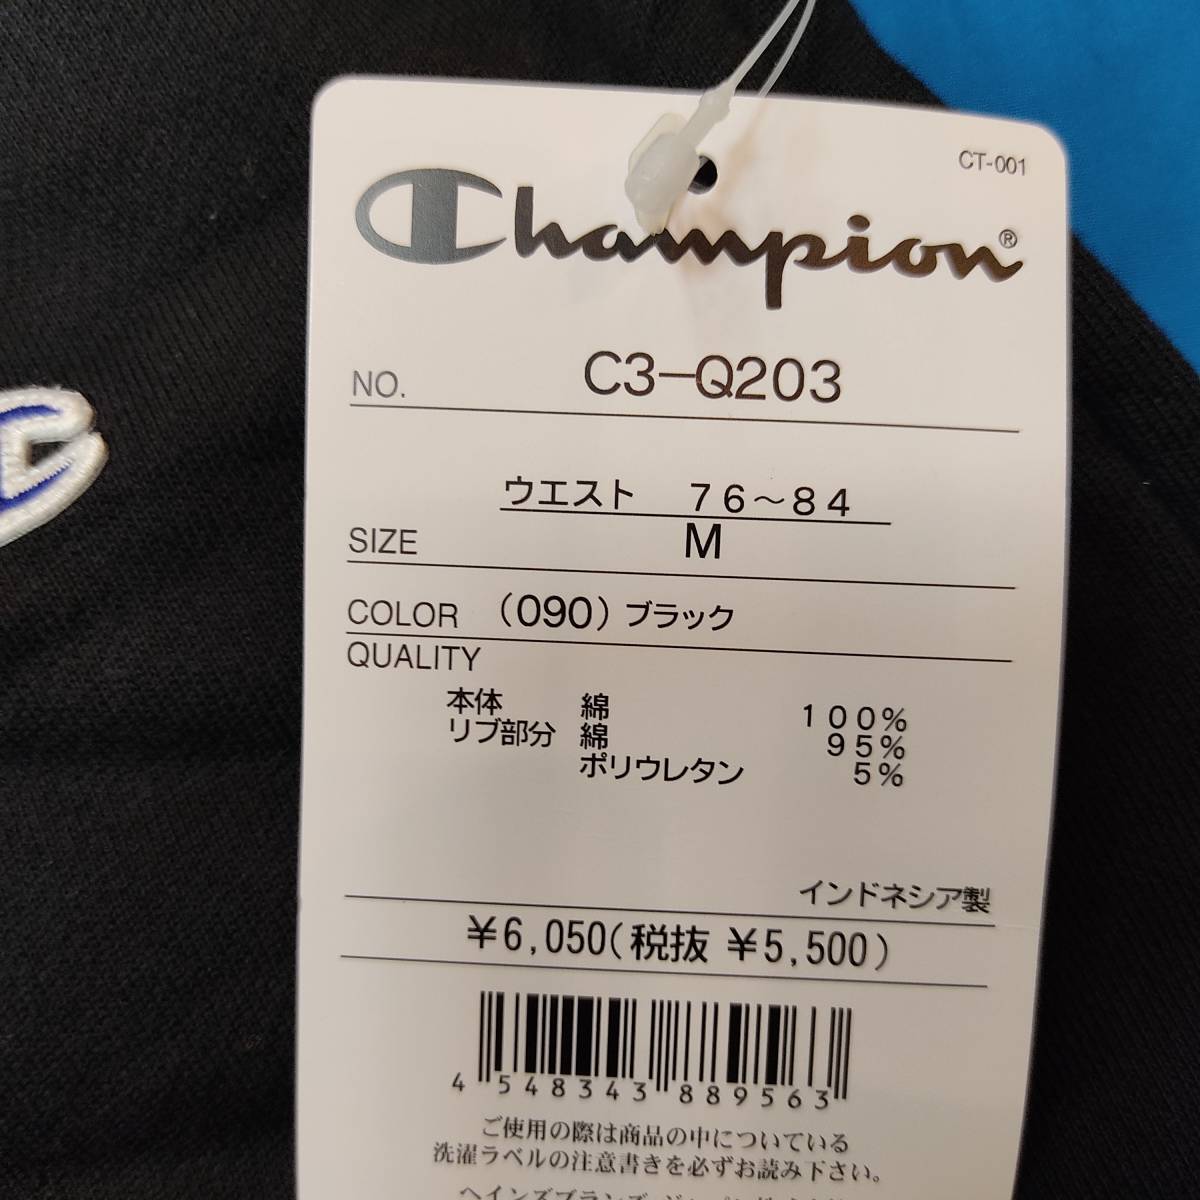 CT-001
Champion®
NO. C3-Q203
ウエスト 76～84
SIZE M
COLOR (090) ブラック
QUALITY
本体 綿 100%
リブ部分 綿 95%
ポリウレタン 5%
インドネシア製
¥6,050(税抜 ¥5,500)
4 548343 889563
ご使用の際は商品の中についている
洗濯ラベルの注意書きを必ずお読み下さい。